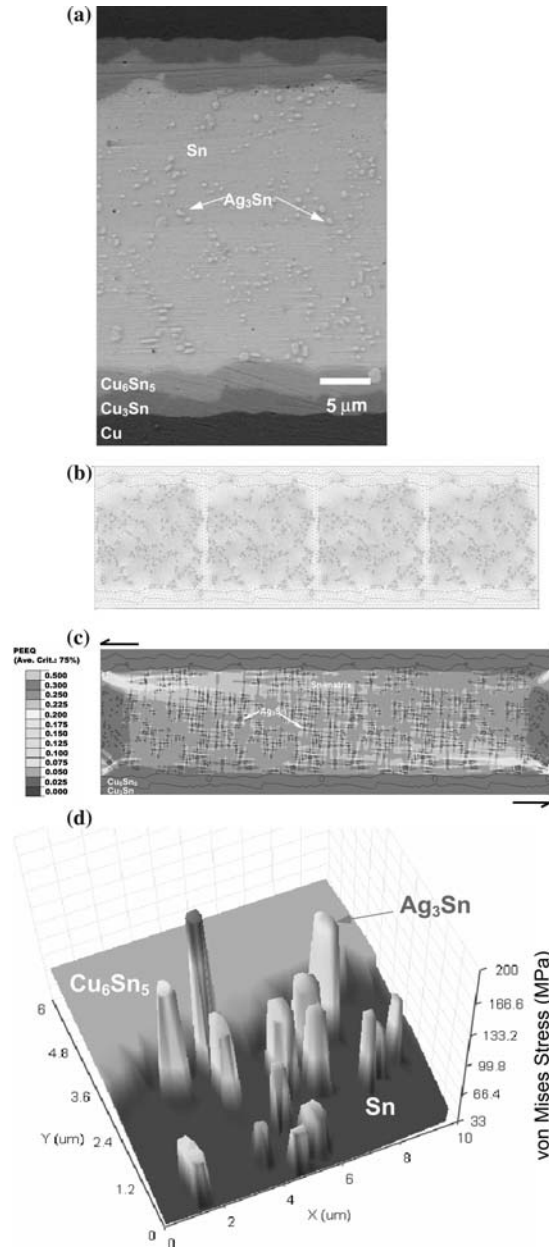 (a)
Sn
Ag₃Sn
Cu₆Sn₅
Cu₃Sn
Cu
5 μm
(b)
(c)
PEEQ
(Ave. Crit.: 75%)
0.500
0.300
0.250
0.225
0.200
0.175
0.150
0.125
0.100
0.075
0.050
0.025
0.000
Sn matrix
Ag₃Sn
Cu₆Sn₅
Cu₃Sn
(d)
Ag₃Sn
Cu₆Sn₅
Sn
200
166.6
133.2
99.8
66.4
33
von Mises Stress (MPa)
6
4.8
3.6
2.4
1.2
0
Y (um)
0
2
4
6
8
10
X (um)